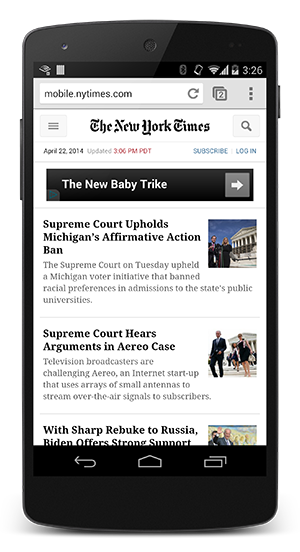 3:26
mobile.nytimes.com
2
The New York Times
April 22, 2014 Updated 3:06 PM PDT
SUBSCRIBE LOG IN
The New Baby Trike
Supreme Court Upholds
Michigan's Affirmative Action
Ban
The Supreme Court on Tuesday upheld
a Michigan voter initiative that banned
racial preferences in admissions to the state's public
universities.
Supreme Court Hears
Arguments in Aereo Case
Television broadcasters are
challenging Aereo, an Internet start-up
that uses arrays of small antennas to
stream over-the-air signals to subscribers.
With Sharp Rebuke to Russia,
Biden Offers Strong Support